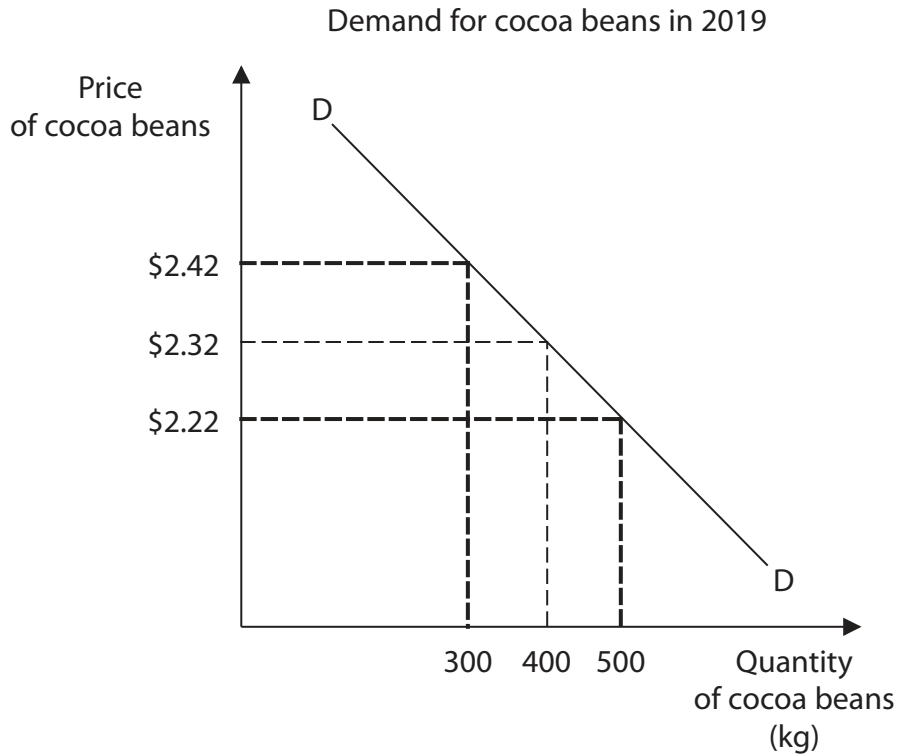 Demand for cocoa beans in 2019
Price
of cocoa beans
D
$2.42
$2.32
$2.22
D
300 400 500
Quantity
of cocoa beans
(kg)